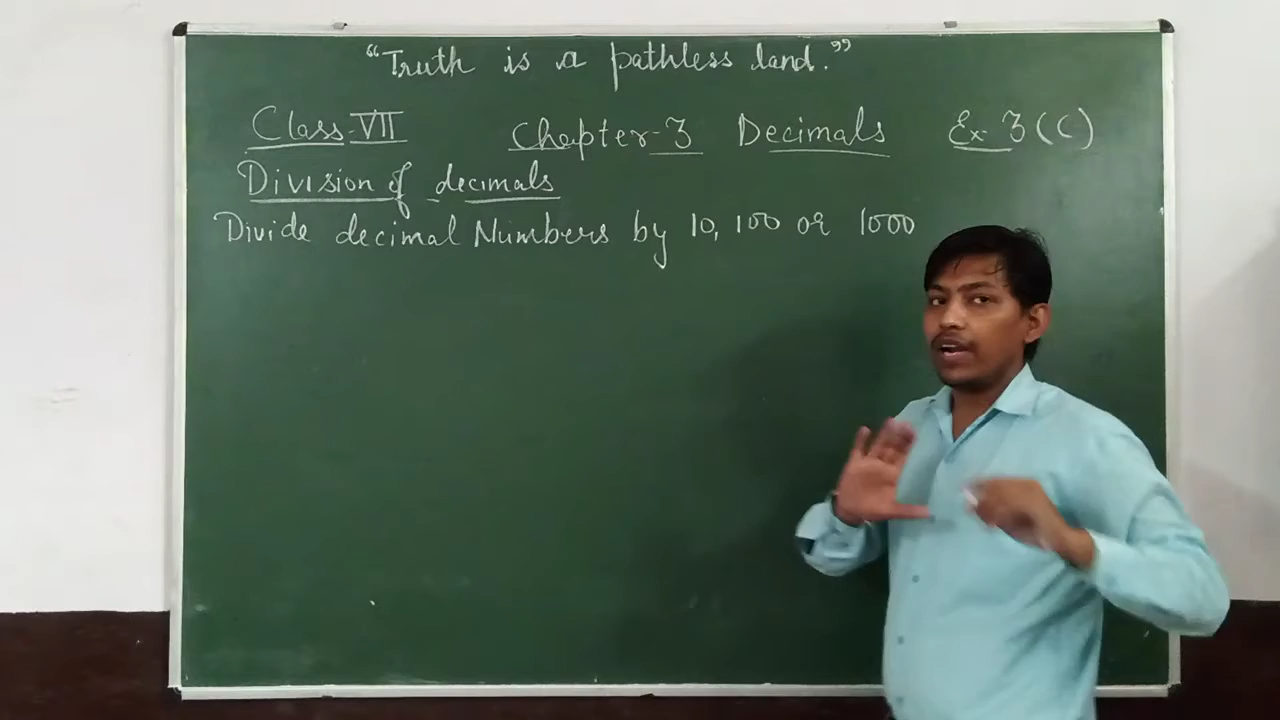 "Truth is a pathless land."
Class-VII Chapter-3 Decimals Ex 3(C)
Division of decimals
Divide decimal Numbers by 10, 100 or 1000